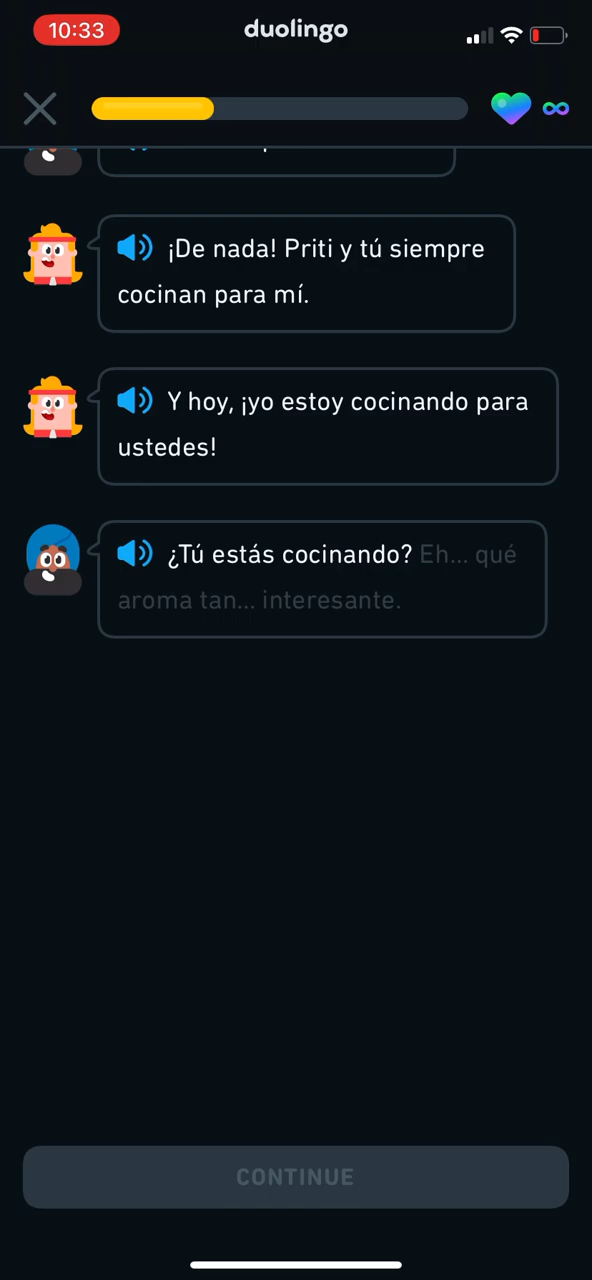 10:33
duolingo
¡De nada! Priti y tú siempre
cocinan para mí.
Y hoy, ¡yo estoy cocinando para
ustedes!
¿Tú estás cocinando? Eh... qué
aroma tan... interesante.
CONTINUE